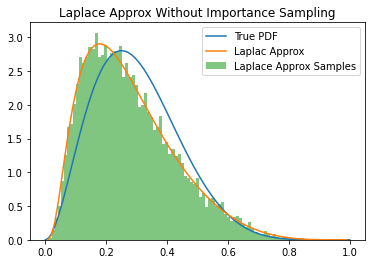 Laplace Approx Without Importance Sampling
True PDF
Laplac Approx
Laplace Approx Samples
3.0
2.5
2.0
1.5
1.0
0.5
0.0
0.0 0.2 0.4 0.6 0.8 1.0